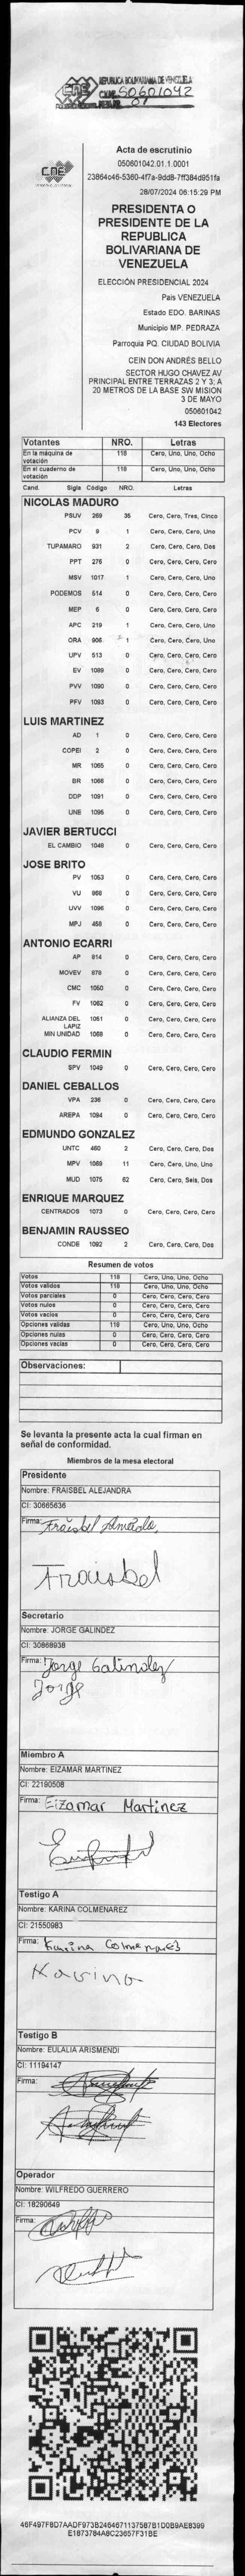 REPUBLICA BOLIVARIANA DE VENEZUELA
CNE
50601042
01
CNE
Acta de escrutinio
050601042.01.1.0001
28/07/2024 06:15:29 PM
PRESIDENTA O
PRESIDENTE DE LA
REPUBLICA
BOLIVARIANA DE
VENEZUELA
ELECCIÓN PRESIDENCIAL 2024
Pais VENEZUELA
Estado EDO. BARINAS
Municipio MP. PEDRAZA
Parroquia PQ. CIUDAD BOLIVIA
CEIN DON ANDRÉS BELLO
SECTOR HUGO CHAVEZ AV
PRINCIPAL ENTRE TERRAZAS 2 Y 3; A
20 METROS DE LA BASE SW MISION
3 DE MAYO
050601042
143 Electores
Votantes NRO. Letras
En la máquina de votación 118 Cero, Uno, Uno, Ocho
En el cuaderno de votación 118 Cero, Uno, Uno, Ocho
Cand. Sigla Código NRO. Letras
NICOLAS MADURO
PSUV 269 35 Cero, Cero, Tres, Cinco
PCV 9 1 Cero, Cero, Cero, Uno
TUPAMARO 931 2 Cero, Cero, Cero, Dos
PPT 276 0 Cero, Cero, Cero, Cero
MSV 1017 1 Cero, Cero, Cero, Uno
PODEMOS 514 0 Cero, Cero, Cero, Cero
MEP 6 0 Cero, Cero, Cero, Cero
APC 219 1 Cero, Cero, Cero, Uno
ORA 906 1 Cero, Cero, Cero, Uno
UPV 513 0 Cero, Cero, Cero, Cero
EV 1089 0 Cero, Cero, Cero, Cero
PVV 1090 0 Cero, Cero, Cero, Cero
PFV 1093 0 Cero, Cero, Cero, Cero
LUIS MARTINEZ
AD 1 0 Cero, Cero, Cero, Cero
COPEI 2 0 Cero, Cero, Cero, Cero
MR 1065 0 Cero, Cero, Cero, Cero
BR 1066 0 Cero, Cero, Cero, Cero
DDP 1091 0 Cero, Cero, Cero, Cero
UNE 1095 0 Cero, Cero, Cero, Cero
JAVIER BERTUCCI
EL CAMBIO 1048 0 Cero, Cero, Cero, Cero
JOSE BRITO
PV 1053 0 Cero, Cero, Cero, Cero
VU 868 0 Cero, Cero, Cero, Cero
UVV 1096 0 Cero, Cero, Cero, Cero
MPJ 458 0 Cero, Cero, Cero, Cero
ANTONIO ECARRI
AP 814 0 Cero, Cero, Cero, Cero
MOVEV 878 0 Cero, Cero, Cero, Cero
CMC 1050 0 Cero, Cero, Cero, Cero
FV 1062 0 Cero, Cero, Cero, Cero
ALIANZA DEL LAPIZ 1051 0 Cero, Cero, Cero, Cero
MIN UNIDAD 1068 0 Cero, Cero, Cero, Cero
CLAUDIO FERMIN
SPV 1049 0 Cero, Cero, Cero, Cero
DANIEL CEBALLOS
VPA 236 0 Cero, Cero, Cero, Cero
AREPA 1094 0 Cero, Cero, Cero, Cero
EDMUNDO GONZALEZ
UNTC 460 2 Cero, Cero, Cero, Dos
MPV 1069 11 Cero, Cero, Uno, Uno
MUD 1075 62 Cero, Cero, Seis, Dos
ENRIQUE MARQUEZ
CENTRADOS 1073 0 Cero, Cero, Cero, Cero
BENJAMIN RAUSSEO
CONDE 1092 2 Cero, Cero, Cero, Dos
Resumen de votos
Votos 118 Cero, Uno, Uno, Ocho
Votos validos 118 Cero, Uno, Uno, Ocho
Votos parciales 0 Cero, Cero, Cero, Cero
Votos nulos 0 Cero, Cero, Cero, Cero
Votos vacios 0 Cero, Cero, Cero, Cero
Opciones validas 118 Cero, Uno, Uno, Ocho
Opciones nulas 0 Cero, Cero, Cero, Cero
Opciones vacias 0 Cero, Cero, Cero, Cero
Observaciones:
Se levanta la presente acta la cual firman en
señal de conformidad.
Miembros de la mesa electoral
Presidente
Nombre: FRAISBEL ALEJANDRA
CI: 30665636
Firma: Fraisbel
Fraisbel
Secretario
Nombre: JORGE GALINDEZ
CI: 30868938
Firma: Jorge Galindez
Jorge
Miembro A
Nombre: EIZAMAR MARTINEZ
CI: 22190508
Firma: Eizamar Martinez
Testigo A
Nombre: KARINA COLMENAREZ
CI: 21550983
Firma: Karina Colmenarez
Karina
Testigo B
Nombre: EULALIA ARISMENDI
CI: 11194147
Firma:
Operador
Nombre: WILFREDO GUERRERO
CI: 18290649
Firma: